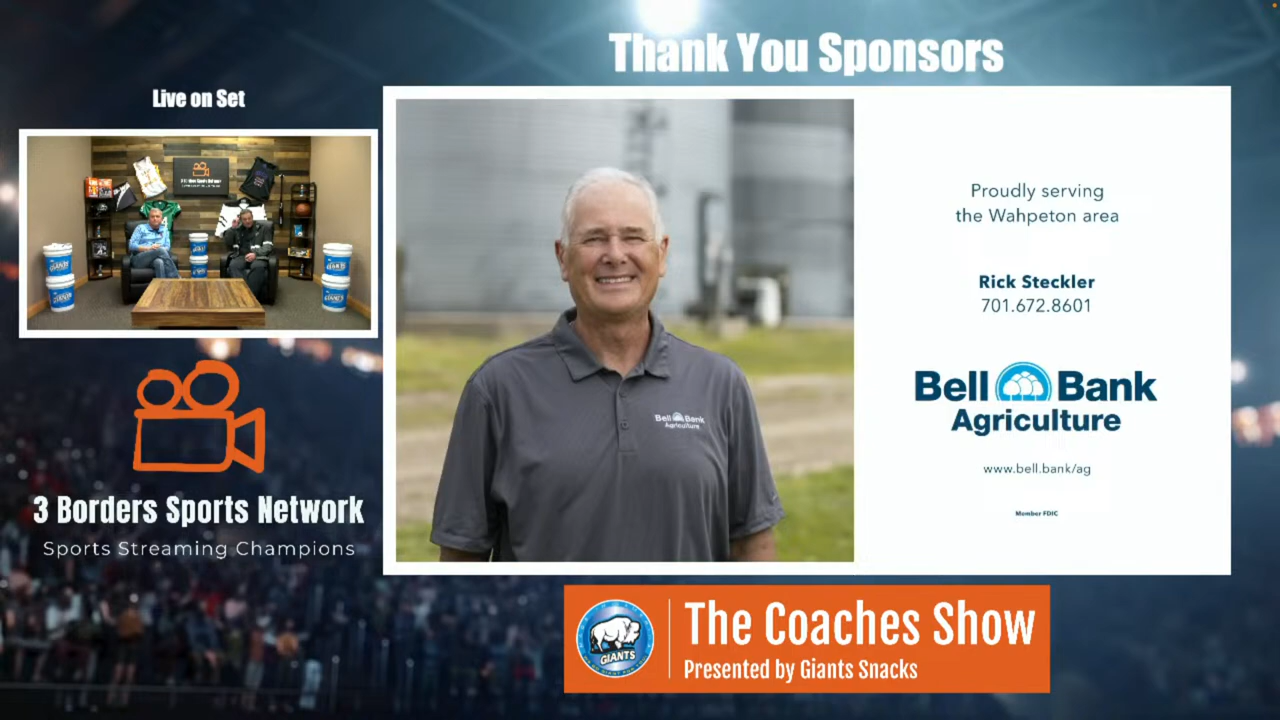 Thank You Sponsors
Live on Set
Proudly serving
the Wahpeton area
Rick Steckler
701.672.8601
Bell Bank
Agriculture
www.bell.bank/ag
Member FDIC
Bell Bank
Agriculture
3 Borders Sports Network
Sports Streaming Champions
GIANTS
The Coaches Show
Presented by Giants Snacks